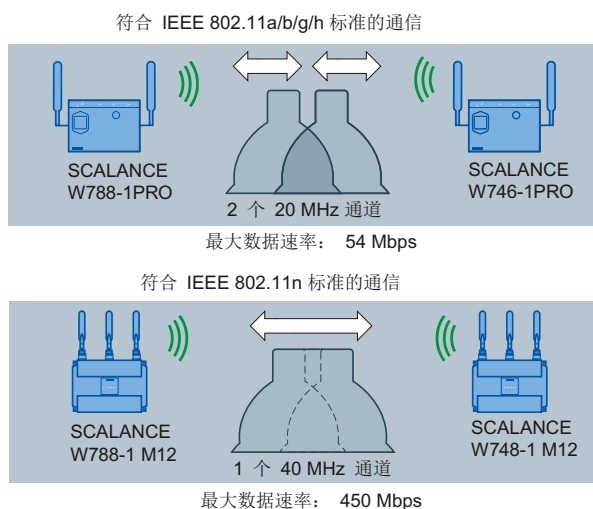 符合 IEEE 802.11a/b/g/h 标准的通信
SCALANCE
W788-1PRO
SCALANCE
W746-1PRO
2 个 20 MHz 通道
最大数据速率： 54 Mbps
符合 IEEE 802.11n 标准的通信
SCALANCE
W788-1 M12
SCALANCE
W748-1 M12
1 个 40 MHz 通道
最大数据速率： 450 Mbps